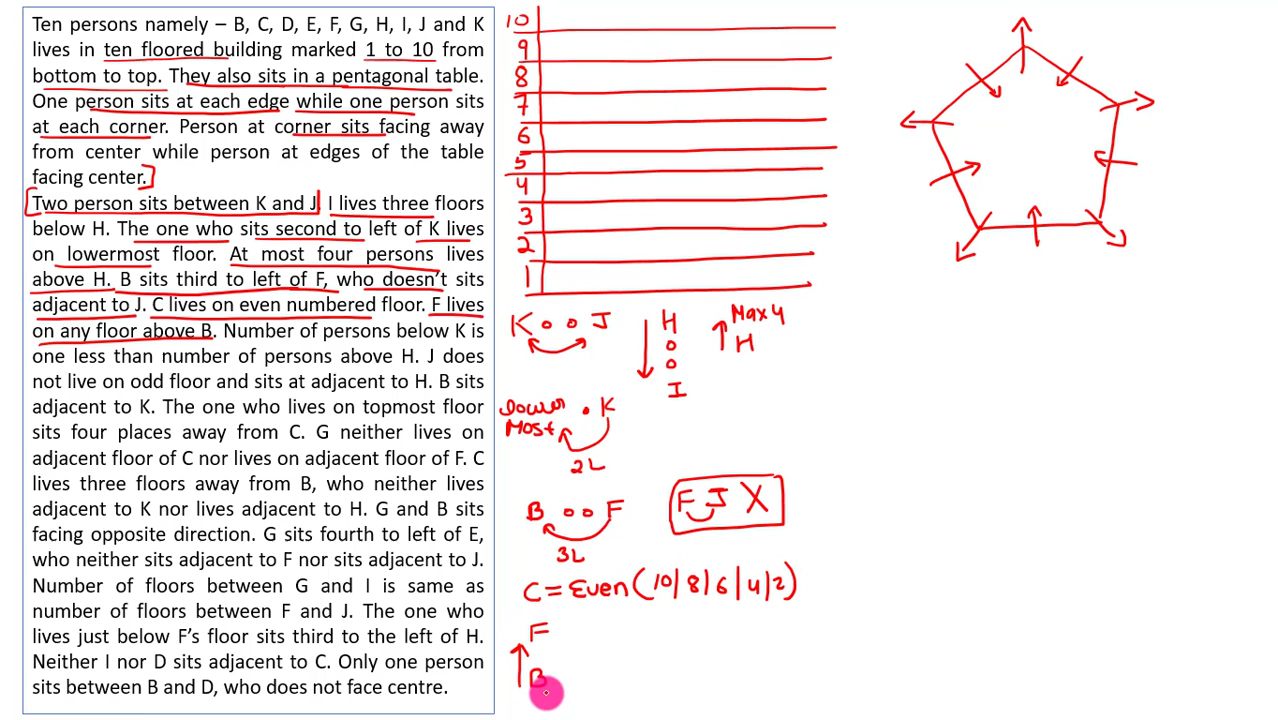 Ten persons namely – B, C, D, E, F, G, H, I, J and K
lives in ten floored building marked 1 to 10 from
bottom to top. They also sits in a pentagonal table.
One person sits at each edge while one person sits
at each corner. Person at corner sits facing away
from center while person at edges of the table
facing center.]
[Two person sits between K and J. I lives three floors
below H. The one who sits second to left of K lives
on lowermost floor. At most four persons lives
above H. B sits third to left of F, who doesn't sits
adjacent to J. C lives on even numbered floor. F lives
on any floor above B. Number of persons below K is
one less than number of persons above H. J does
not live on odd floor and sits at adjacent to H. B sits
adjacent to K. The one who lives on topmost floor
sits four places away from C. G neither lives on
adjacent floor of C nor lives on adjacent floor of F. C
lives three floors away from B, who neither lives
adjacent to K nor lives adjacent to H. G and B sits
facing opposite direction. G sits fourth to left of E,
who neither sits adjacent to F nor sits adjacent to J.
Number of floors between G and I is same as
number of floors between F and J. The one who
lives just below F's floor sits third to the left of H.
Neither I nor D sits adjacent to C. Only one person
sits between B and D, who does not face centre.
10
9
8
7
6
5
4
3
2
1
K o o J
H
o
o
I
Max 4
H
lower
Most
. K
2L
B o o F
3L
F J X
C = Even (10/8/6/4/2)
F
B